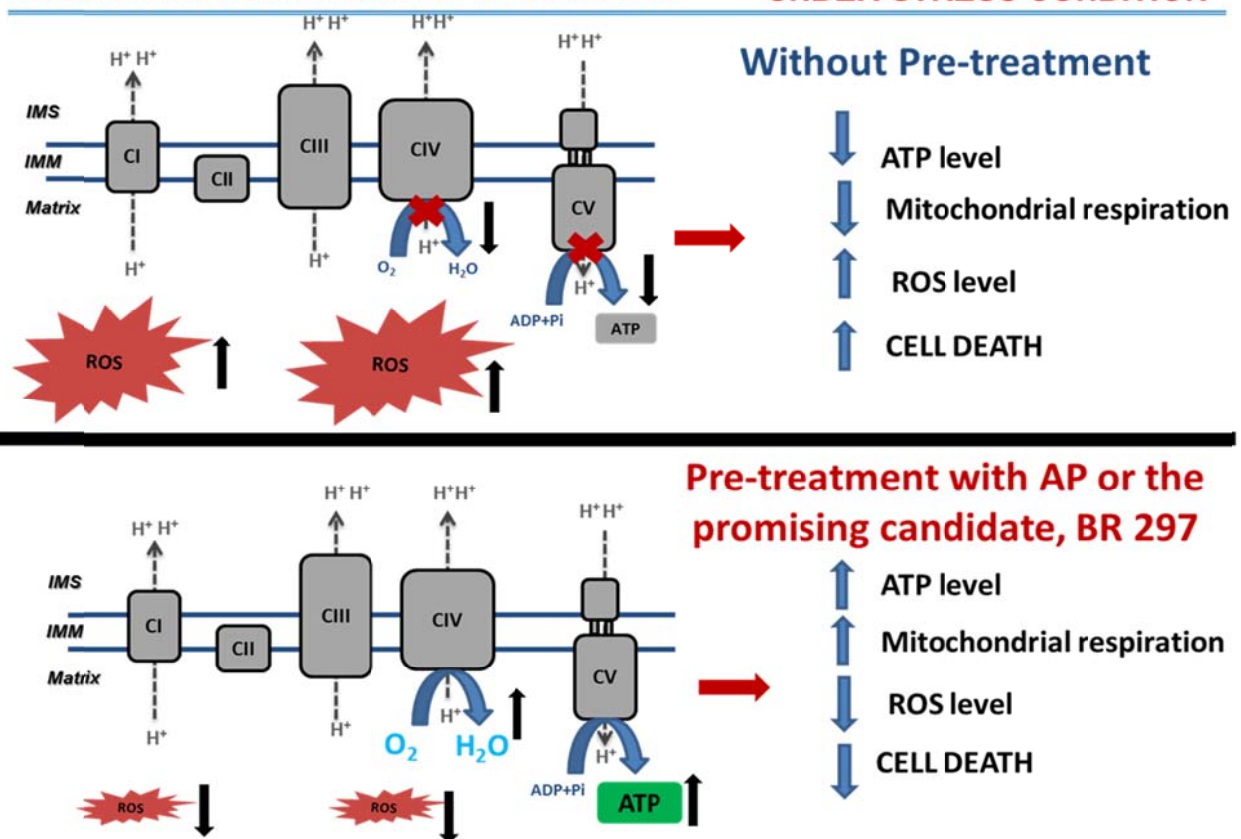 UNDER STRESS CONDITION
Without Pre-treatment
H⁺ H⁺
H⁺ H⁺
H⁺H⁺
H⁺H⁺
IMS
IMM
Matrix
CI
CII
CIII
CIV
CV
H⁺
H⁺
H⁺
H⁺
O₂
H₂O
ADP+Pi
ATP
ROS
ROS
ATP level
Mitochondrial respiration
ROS level
CELL DEATH
Pre-treatment with AP or the
promising candidate, BR 297
H⁺ H⁺
H⁺ H⁺
H⁺H⁺
H⁺H⁺
IMS
IMM
Matrix
CI
CII
CIII
CIV
CV
H⁺
H⁺
H⁺
H⁺
O₂
H₂O
ADP+Pi
ATP
ROS
ROS
ATP level
Mitochondrial respiration
ROS level
CELL DEATH